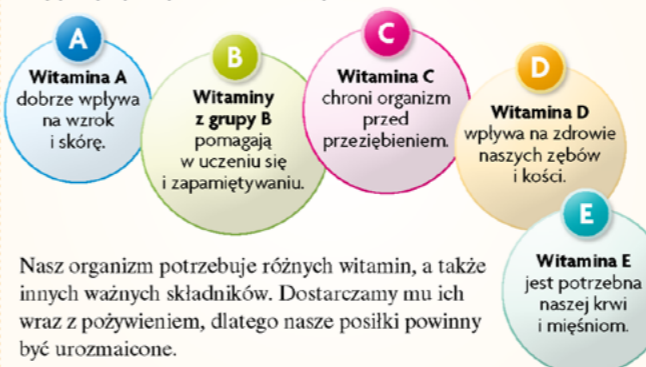 A
Witamina A
dobrze wpływa
na wzrok
i skórę.
B
Witaminy
z grupy B
pomagają
w uczeniu się
i zapamiętywaniu.
C
Witamina C
chroni organizm
przed
przeziębieniem.
D
Witamina D
wpływa na zdrowie
naszych zębów
i kości.
E
Witamina E
jest potrzebna
naszej krwi
i mięśniom.
Nasz organizm potrzebuje różnych witamin, a także
innych ważnych składników. Dostarczamy mu ich
wraz z pożywieniem, dlatego nasze posiłki powinny
być urozmaicone.